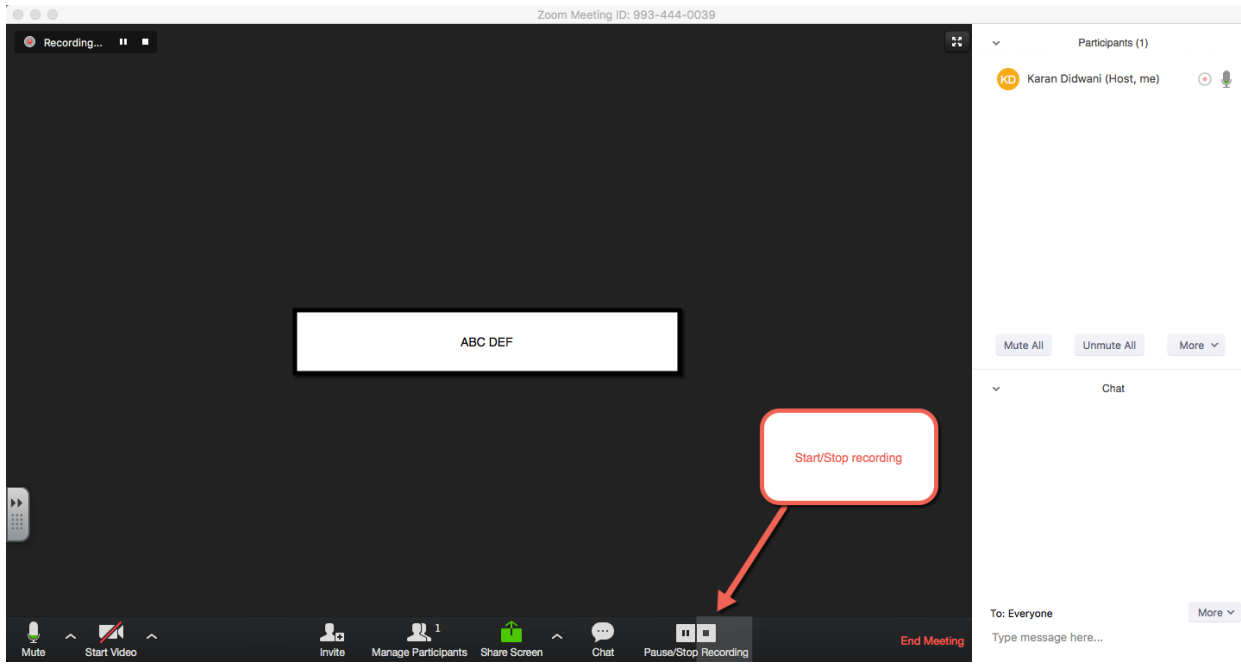 Zoom Meeting ID: 993-444-0039
Recording...
Participants (1)
KD Karan Didwani (Host, me)
ABC DEF
Mute All Unmute All More
Chat
Start/Stop recording
To: Everyone More
Type message here...
1
Mute Start Video Invite Manage Participants Share Screen Chat Pause/Stop Recording End Meeting